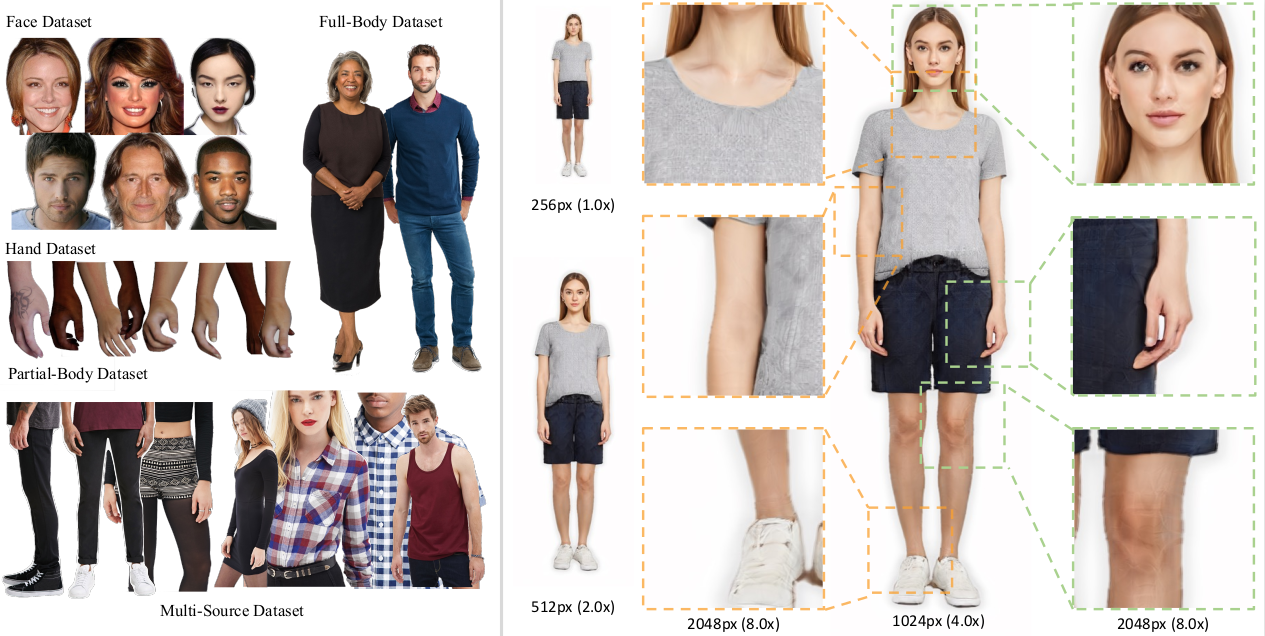 Face Dataset
Full-Body Dataset
Hand Dataset
Partial-Body Dataset
Multi-Source Dataset
256px (1.0x)
512px (2.0x)
2048px (8.0x)
1024px (4.0x)
2048px (8.0x)